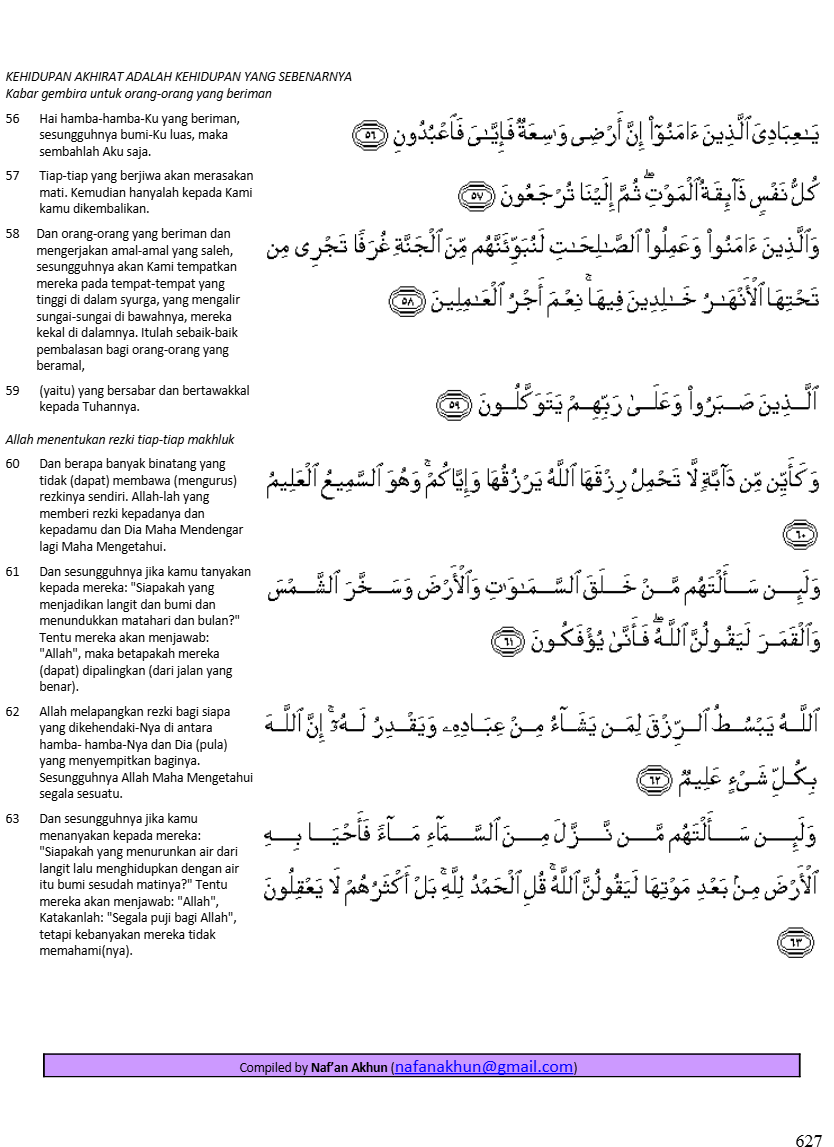 KEHIDUPAN AKHIRAT ADALAH KEHIDUPAN YANG SEBENARNYA
Kabar gembira untuk orang-orang yang beriman
56 Hai hamba-hamba-Ku yang beriman,
sesungguhnya bumi-Ku luas, maka
sembahlah Aku saja.
يَـٰعِبَادِىَ ٱلَّذِينَ ءَامَنُوٓا۟ إِنَّ أَرْضِى وَٰسِعَةٌ فَإِيَّـٰىَ فَٱعْبُدُونِ ٥٦
57 Tiap-tiap yang berjiwa akan merasakan
mati. Kemudian hanyalah kepada Kami
kamu dikembalikan.
كُلُّ نَفْسٍ ذَآئِقَةُ ٱلْمَوْتِ ۖ ثُمَّ إِلَيْنَا تُرْجَعُونَ ٥٧
58 Dan orang-orang yang beriman dan
mengerjakan amal-amal yang saleh,
sesungguhnya akan Kami tempatkan
mereka pada tempat-tempat yang
tinggi di dalam syurga, yang mengalir
sungai-sungai di bawahnya, mereka
kekal di dalamnya. Itulah sebaik-baik
pembalasan bagi orang-orang yang
beramal,
وَٱلَّذِينَ ءَامَنُوا۟ وَعَمِلُوا۟ ٱلصَّـٰلِحَـٰتِ لَنُبَوِّئَنَّهُم مِّنَ ٱلْجَنَّةِ غُرَفًا تَجْرِى مِن
تَحْتِهَا ٱلْأَنْهَـٰرُ خَـٰلِدِينَ فِيهَا ۚ نِعْمَ أَجْرُ ٱلْعَـٰمِلِينَ ٥٨
59 (yaitu) yang bersabar dan bertawakkal
kepada Tuhannya.
ٱلَّذِينَ صَبَرُوا۟ وَعَلَىٰ رَبِّهِمْ يَتَوَكَّلُونَ ٥٩
Allah menentukan rezki tiap-tiap makhluk
60 Dan berapa banyak binatang yang
tidak (dapat) membawa (mengurus)
rezkinya sendiri. Allah-lah yang
memberi rezki kepadanya dan
kepadamu dan Dia Maha Mendengar
lagi Maha Mengetahui.
وَكَأَيِّن مِّن دَآبَّةٍ لَّا تَحْمِلُ رِزْقَهَا ٱللَّهُ يَرْزُقُهَا وَإِيَّاكُمْ ۚ وَهُوَ ٱلسَّمِيعُ ٱلْعَلِيمُ
٦٠
61 Dan sesungguhnya jika kamu tanyakan
kepada mereka: "Siapakah yang
menjadikan langit dan bumi dan
menundukkan matahari dan bulan?"
Tentu mereka akan menjawab:
"Allah", maka betapakah mereka
(dapat) dipalingkan (dari jalan yang
benar).
وَلَئِن سَأَلْتَهُم مَّنْ خَلَقَ ٱلسَّمَـٰوَٰتِ وَٱلْأَرْضَ وَسَخَّرَ ٱلشَّمْسَ
وَٱلْقَمَرَ لَيَقُولُنَّ ٱللَّهُ ۖ فَأَنَّىٰ يُؤْفَكُونَ ٦١
62 Allah melapangkan rezki bagi siapa
yang dikehendaki-Nya di antara
hamba- hamba-Nya dan Dia (pula)
yang menyempitkan baginya.
Sesungguhnya Allah Maha Mengetahui
segala sesuatu.
ٱللَّهُ يَبْسُطُ ٱلرِّزْقَ لِمَن يَشَآءُ مِنْ عِبَادِهِۦ وَيَقْدِرُ لَهُۥٓ ۚ إِنَّ ٱللَّهَ
بِكُلِّ شَىْءٍ عَلِيمٌ ٦٢
63 Dan sesungguhnya jika kamu
menanyakan kepada mereka:
"Siapakah yang menurunkan air dari
langit lalu menghidupkan dengan air
itu bumi sesudah matinya?" Tentu
mereka akan menjawab: "Allah",
Katakanlah: "Segala puji bagi Allah",
tetapi kebanyakan mereka tidak
memahami(nya).
وَلَئِن سَأَلْتَهُم مَّن نَّزَّلَ مِنَ ٱلسَّمَآءِ مَآءً فَأَحْيَا بِهِ
ٱلْأَرْضَ مِنۢ بَعْدِ مَوْتِهَا لَيَقُولُنَّ ٱللَّهُ ۚ قُلِ ٱلْحَمْدُ لِلَّهِ ۚ بَلْ أَكْثَرُهُمْ لَا يَعْقِلُونَ
٦٣
Compiled by Naf’an Akhun (nafanakhun@gmail.com)
627